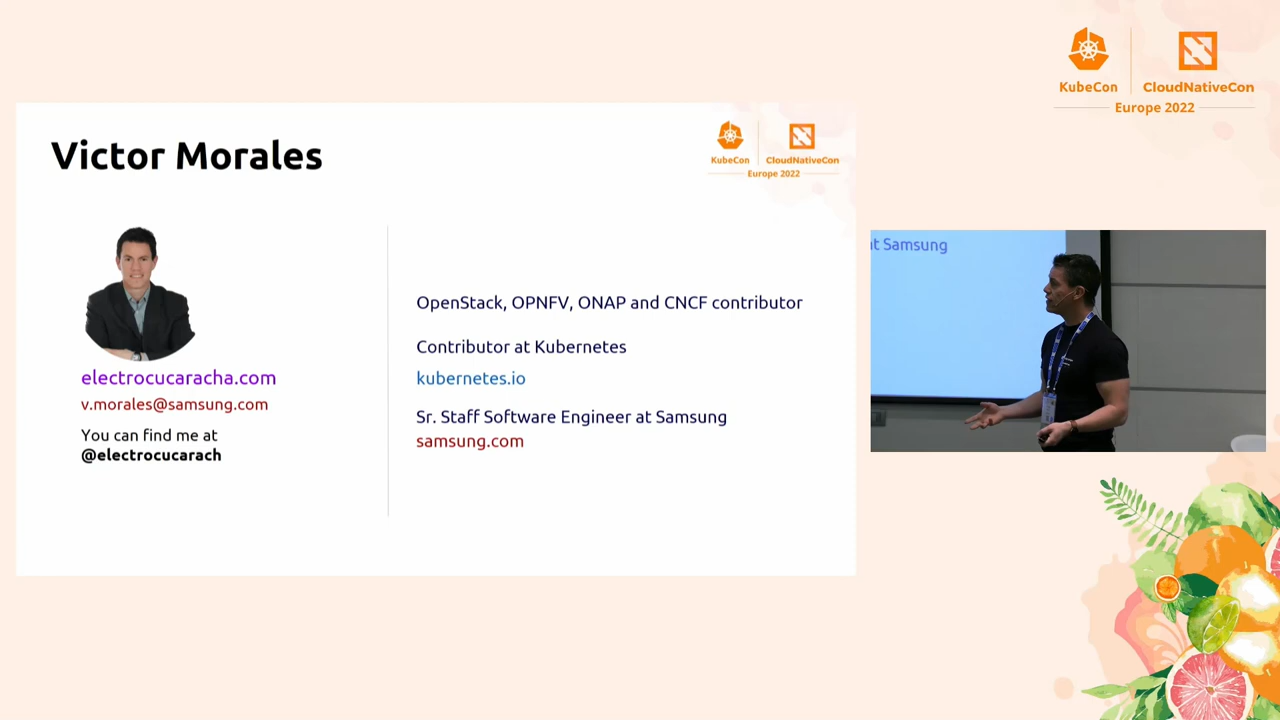 KubeCon
CloudNativeCon
Europe 2022
Victor Morales
KubeCon
CloudNativeCon
Europe 2022
electrocucaracha.com
v.morales@samsung.com
You can find me at
@electrocucarach
OpenStack, OPNFV, ONAP and CNCF contributor
Contributor at Kubernetes
kubernetes.io
Sr. Staff Software Engineer at Samsung
samsung.com
at Samsung